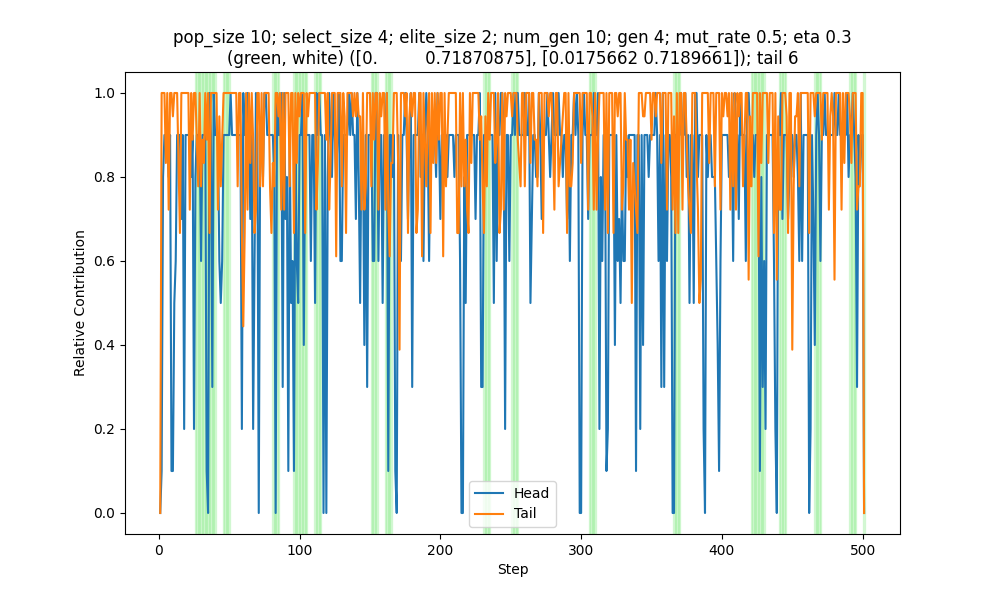 pop_size 10; select_size 4; elite_size 2; num_gen 10; gen 4; mut_rate 0.5; eta 0.3
(green, white) ([0.         0.71870875], [0.0175662 0.7189661]); tail 6
1.0
0.8
0.6
0.4
0.2
0.0
Relative Contribution
Head
Tail
0
100
200
300
400
500
Step